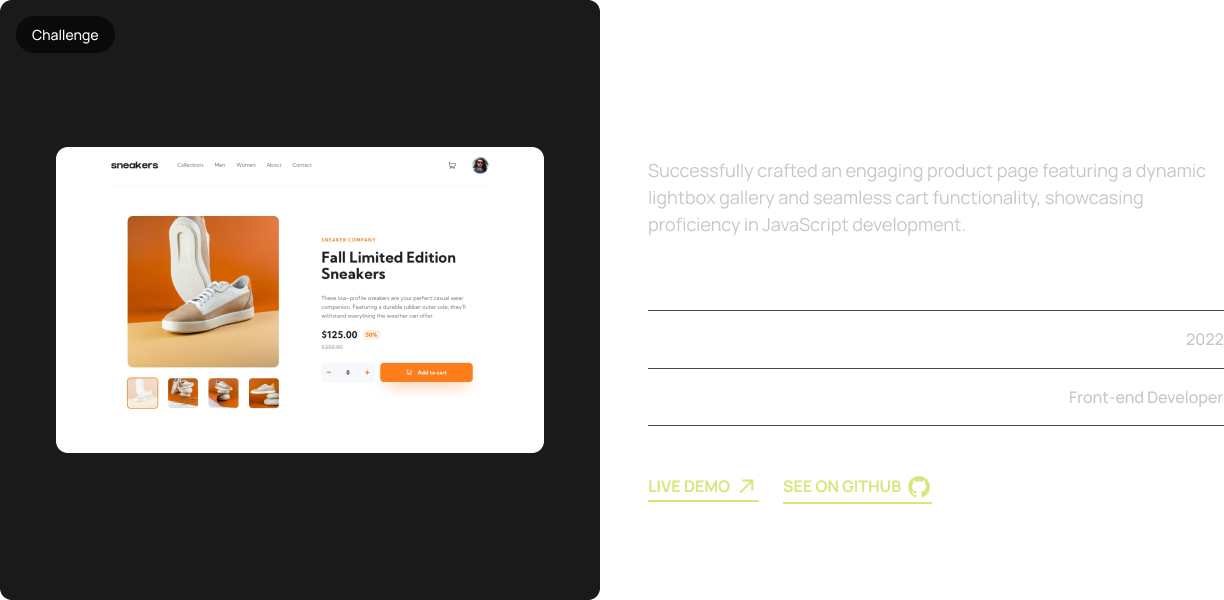 Challenge
sneakers
Collections Men Women About Contact
SNEAKER COMPANY
Fall Limited Edition
Sneakers
These low-profile sneakers are your perfect casual wear
companion. Featuring a durable rubber outer sole, they'll
withstand everything the weather can offer.
$125.00 50%
$250.00
0
Add to cart
Successfully crafted an engaging product page featuring a dynamic
lightbox gallery and seamless cart functionality, showcasing
proficiency in JavaScript development.
2022
Front-end Developer
LIVE DEMO
SEE ON GITHUB